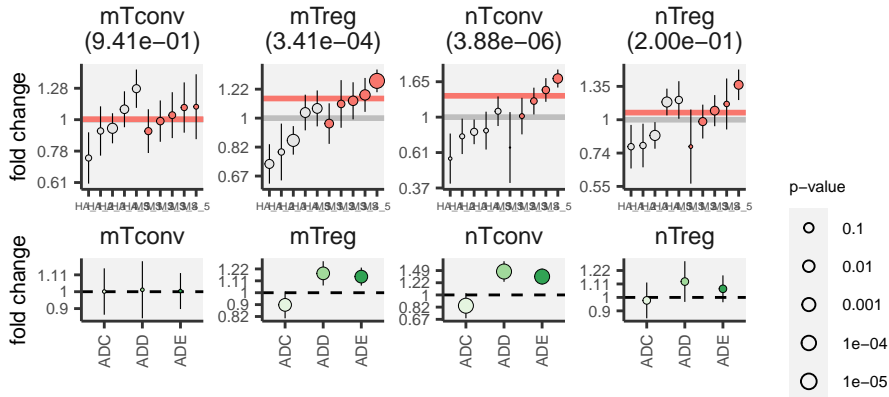 mTconv
(9.41e−01)
mTreg
(3.41e−04)
nTconv
(3.88e−06)
nTreg
(2.00e−01)
fold change
1.28
1
0.78
0.61
1.22
1
0.82
0.67
1.65
1
0.61
0.37
1.35
1
0.74
0.55
mTconv
mTreg
nTconv
nTreg
fold change
1.11
1
0.9
1.22
1.11
1
0.9
0.82
1.49
1.22
1
0.82
0.67
1.22
1.11
1
0.9
ADC
ADD
ADE
ADC
ADD
ADE
ADC
ADD
ADE
ADC
ADD
ADE
p−value
0.1
0.01
0.001
1e−04
1e−05